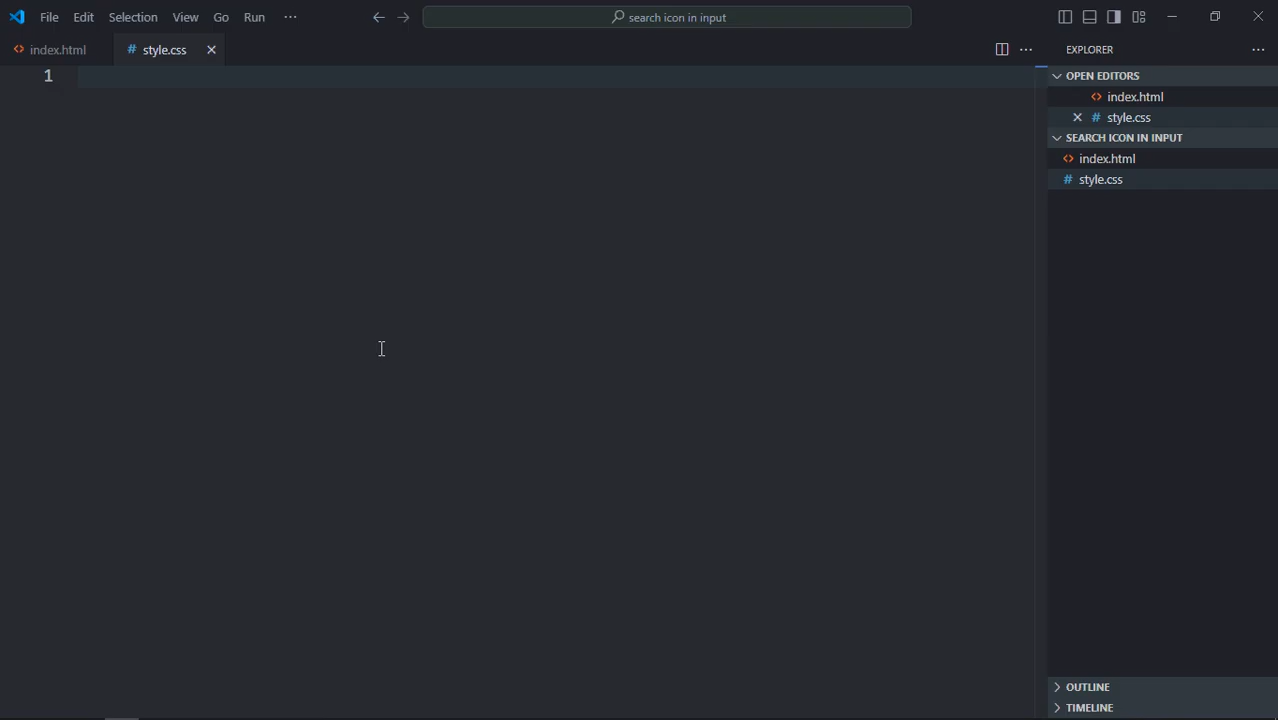 File Edit Selection View Go Run ··· search icon in input
<> index.html # style.css
EXPLORER ···
1
OPEN EDITORS
<> index.html
# style.css
SEARCH ICON IN INPUT
<> index.html
# style.css
OUTLINE
TIMELINE